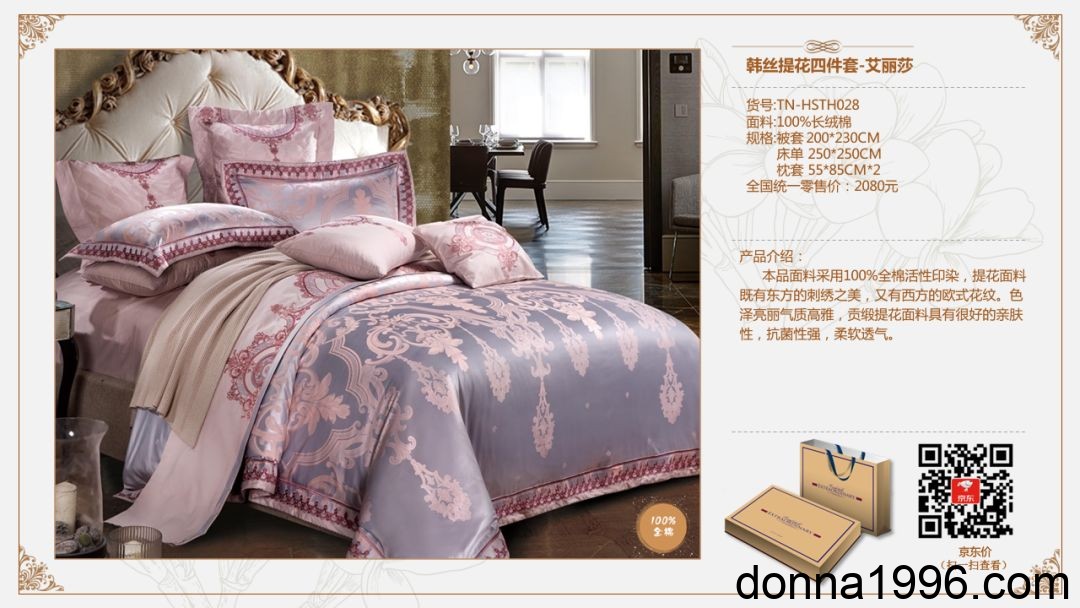 韩丝提花四件套-艾丽莎
货号:TN-HSTH028
面料:100%长绒棉
规格:被套 200*230CM
床单 250*250CM
枕套 55*85CM*2
全国统一零售价：2080元
产品介绍：
本品面料采用100%全棉活性印染，提花面料
既有东方的刺绣之美，又有西方的欧式花纹。色
泽亮丽气质高雅，贡缎提花面料具有很好的亲肤
性，抗菌性强，柔软透气。
100%
全棉
EXTRAORDINARY
EXTRAORDINARY
京东
京东价
（扫一扫查看）
donna1996.com